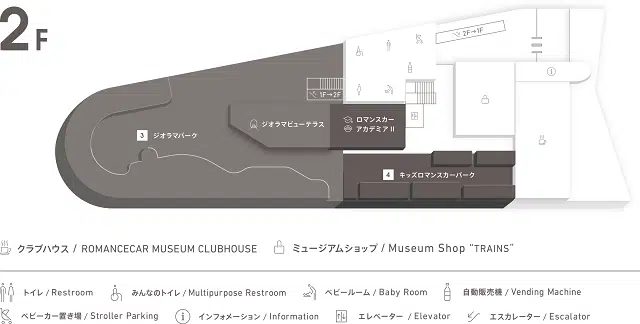 2F
2F→1F
1F→2F
3 ジオラマパーク
ジオラマビューテラス
ロマンスカー
アカデミア II
4 キッズロマンスカーパーク
クラブハウス / ROMANCECAR MUSEUM CLUBHOUSE
ミュージアムショップ / Museum Shop “TRAINS”
トイレ / Restroom
みんなのトイレ / Multipurpose Restroom
ベビールーム / Baby Room
自動販売機 / Vending Machine
ベビーカー置き場 / Stroller Parking
インフォメーション / Information
エレベーター / Elevator
エスカレーター / Escalator